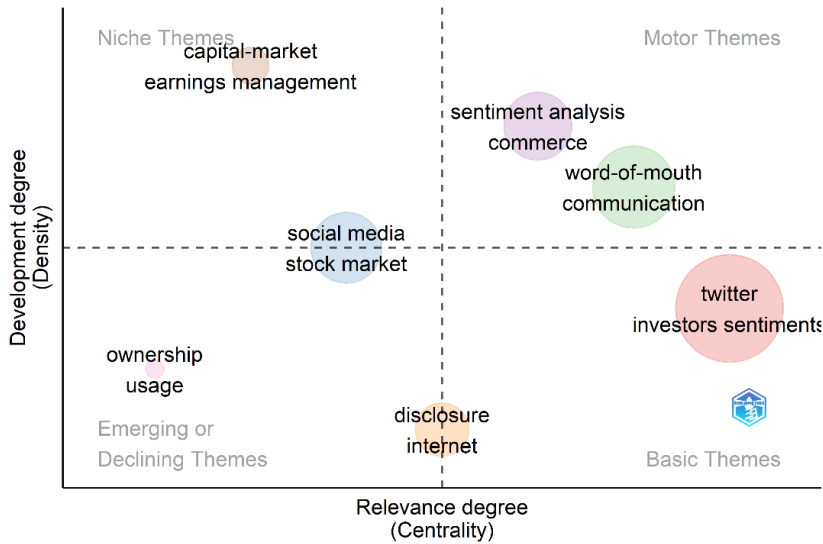 Niche Themes
Motor Themes
capital-market
earnings management
sentiment analysis
commerce
word-of-mouth
communication
social media
stock market
twitter
investors sentiments
ownership
usage
disclosure
internet
Emerging or
Declining Themes
Basic Themes
Development degree
(Density)
Relevance degree
(Centrality)